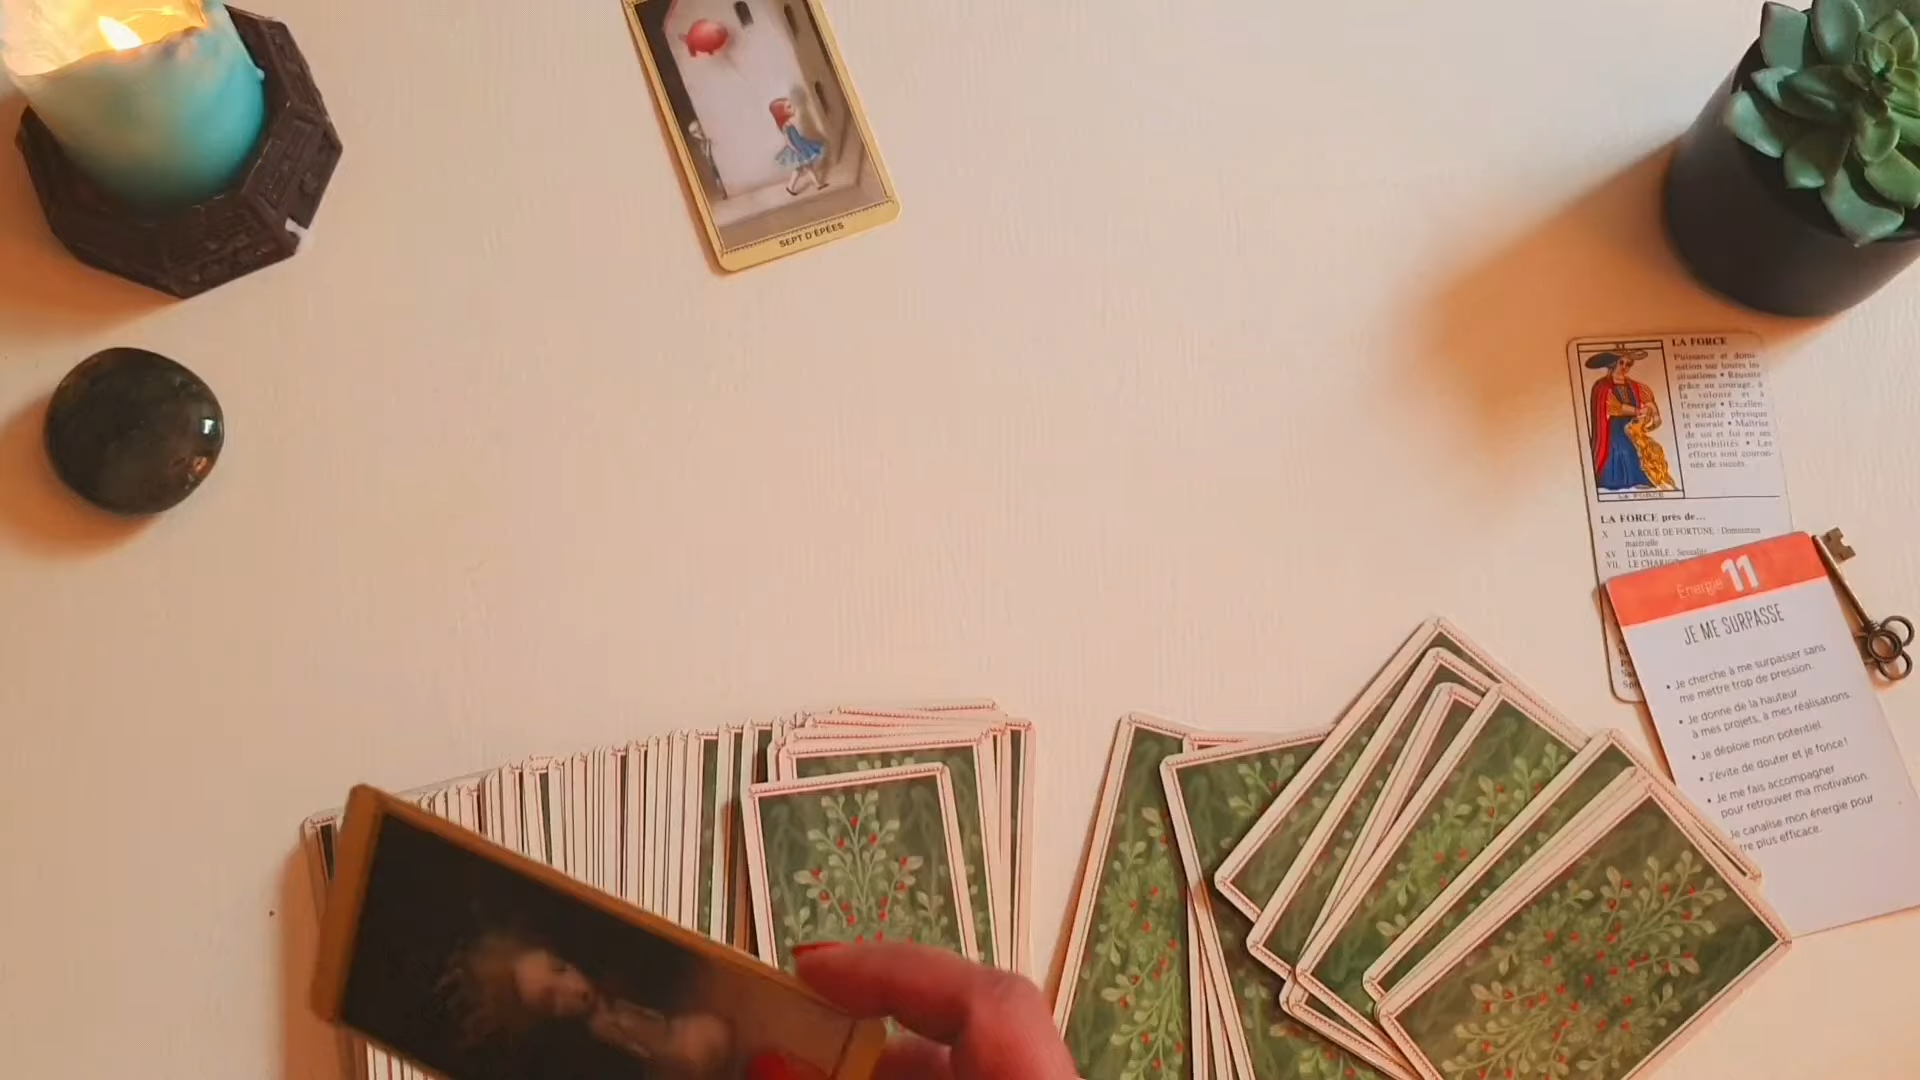 SEPT D'ÉPÉES
LA FORCE
Puissance et domi-
nation sur toutes les
situations • Réussite
grâce au courage, à
la volonté et à
l'énergie • Excellen-
te vitalité physique
et morale • Maîtrise
de soi et foi en ses
possibilités • Les
efforts sont couron-
nés de succès.
LA FORCE
LA FORCE près de...
X LA ROUE DE FORTUNE : Domination
matérielle
XV LE DIABLE : Sexualité
VII. LE CHARIO
Énergie 11
JE ME SURPASSE
• Je cherche à me surpasser sans
me mettre trop de pression.
• Je donne de la hauteur
à mes projets, à mes réalisations.
• Je déploie mon potentiel.
• J'évite de douter et je fonce!
• Je me fais accompagner
pour retrouver ma motivation.
Je canalise mon énergie pour
tre plus efficace.